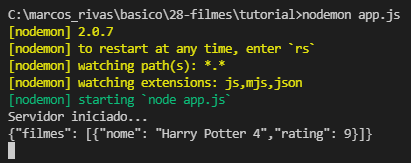 C:\marcos_rivas\basico\28-filmes\tutorial>nodemon app.js
[nodemon] 2.0.7
[nodemon] to restart at any time, enter `rs`
[nodemon] watching path(s): *.*
[nodemon] watching extensions: js,mjs,json
[nodemon] starting `node app.js`
Servidor iniciado...
{"filmes": [{"nome": "Harry Potter 4","rating": 9}]}